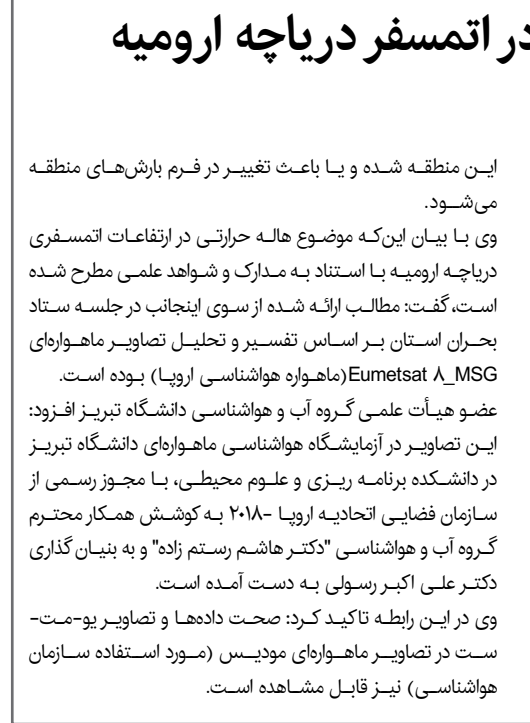 در اتمسفر دریاچه ارومیه
این منطقه شده و یا باعث تغییر در فرم بارش‌های منطقه
می‌شود.
وی با بیان این‌که موضوع هاله حرارتی در ارتفاعات اتمسفری
دریاچه ارومیه با استناد به مدارک و شواهد علمی مطرح شده
است، گفت: مطالب ارائه شده از سوی اینجانب در جلسه ستاد
بحران استان بر اساس تفسیر و تحلیل تصاویر ماهواره‌ای
Eumetsat ۸_MSG(ماهواره هواشناسی اروپا) بوده است.
عضو هیأت علمی گروه آب و هواشناسی دانشگاه تبریز افزود:
این تصاویر در آزمایشگاه هواشناسی ماهواره‌ای دانشگاه تبریز
در دانشکده برنامه ریزی و علوم محیطی، با مجوز رسمی از
سازمان فضایی اتحادیه اروپا -۲۰۱۸ به کوشش همکار محترم
گروه آب و هواشناسی "دکتر هاشم رستم زاده" و به بنیان گذاری
دکتر علی اکبر رسولی به دست آمده است.
وی در این رابطه تاکید کرد: صحت داده‌ها و تصاویر یو-مت-
ست در تصاویر ماهواره‌ای مودیس (مورد استفاده سازمان
هواشناسی) نیز قابل مشاهده است.